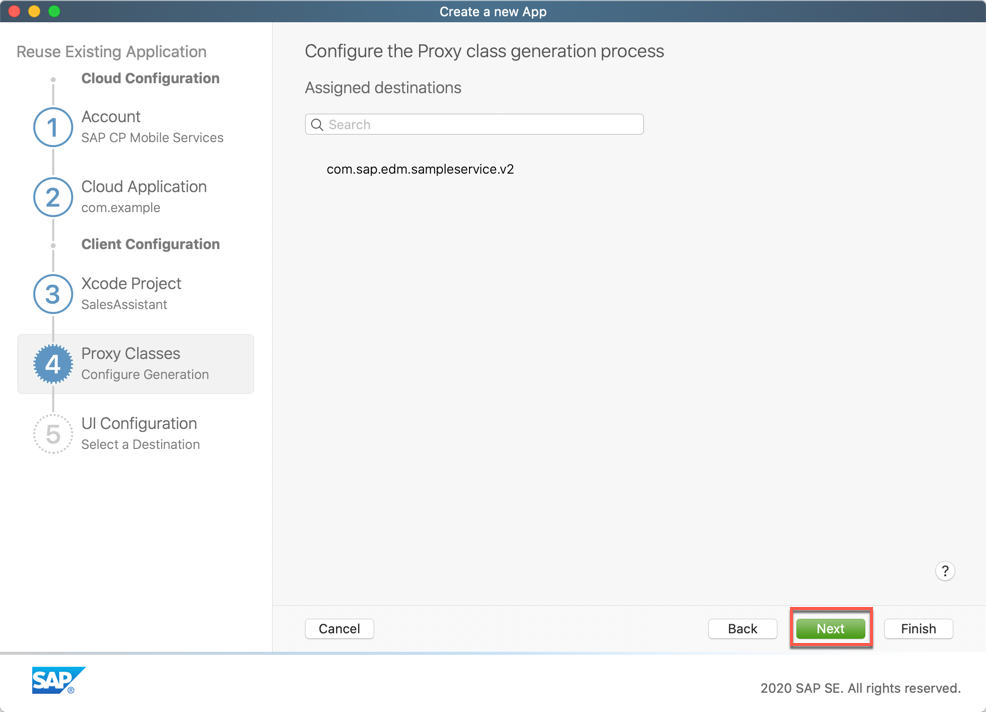 Create a new App
Reuse Existing Application
Cloud Configuration
1
Account
SAP CP Mobile Services
2
Cloud Application
com.example
Client Configuration
3
Xcode Project
SalesAssistant
4
Proxy Classes
Configure Generation
5
UI Configuration
Select a Destination
Configure the Proxy class generation process
Assigned destinations
Search
com.sap.edm.sampleservice.v2
?
Cancel
Back
Next
Finish
SAP®
2020 SAP SE. All rights reserved.